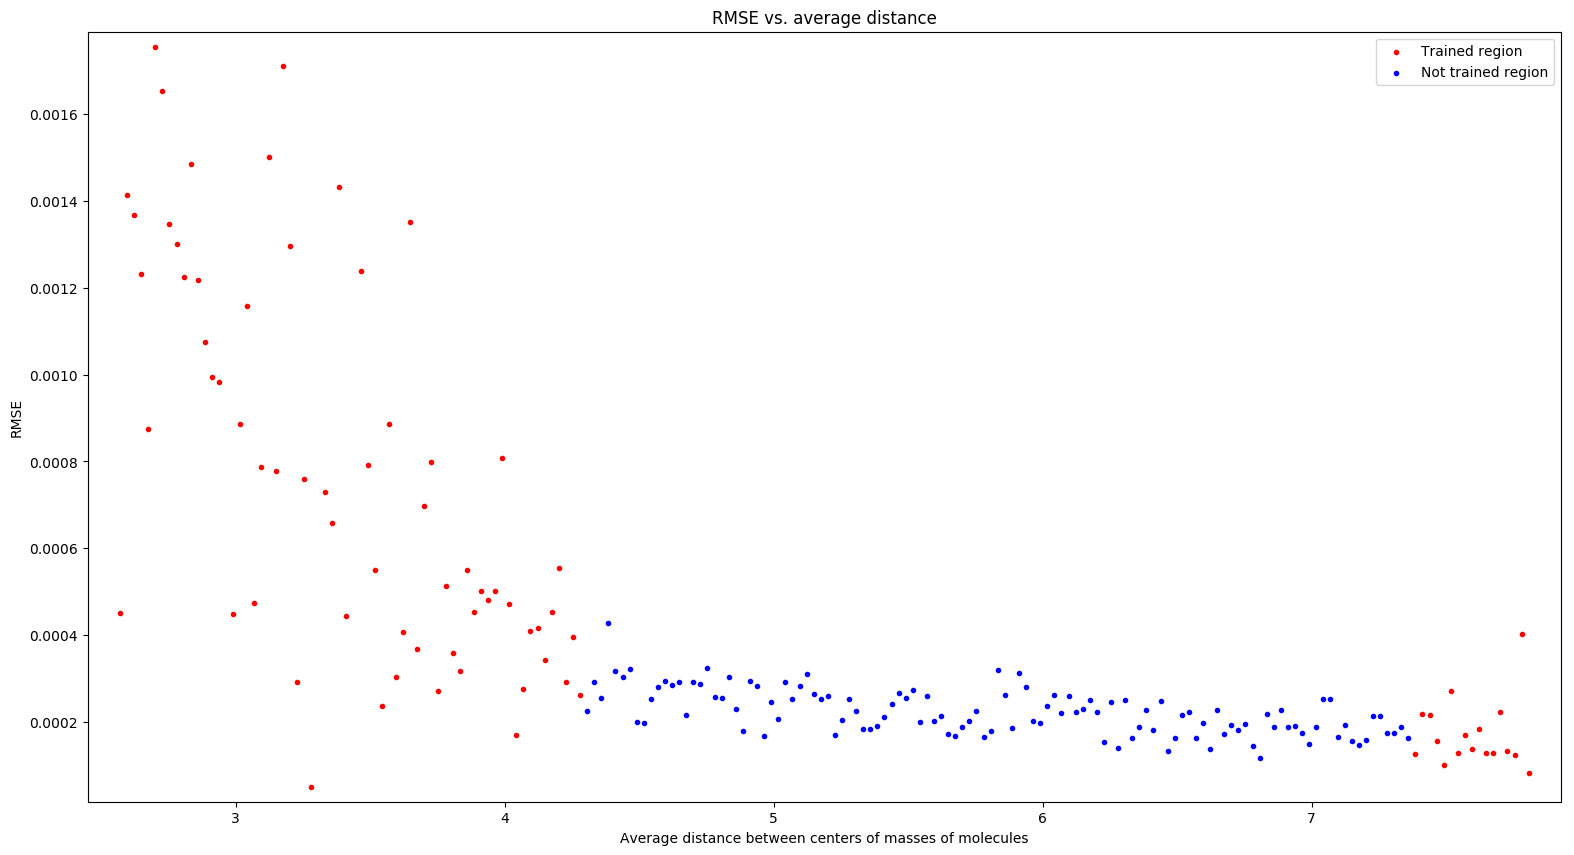 RMSE vs. average distance
Trained region
Not trained region
0.0016
0.0014
0.0012
0.0010
0.0008
0.0006
0.0004
0.0002
RMSE
3 4 5 6 7
Average distance between centers of masses of molecules